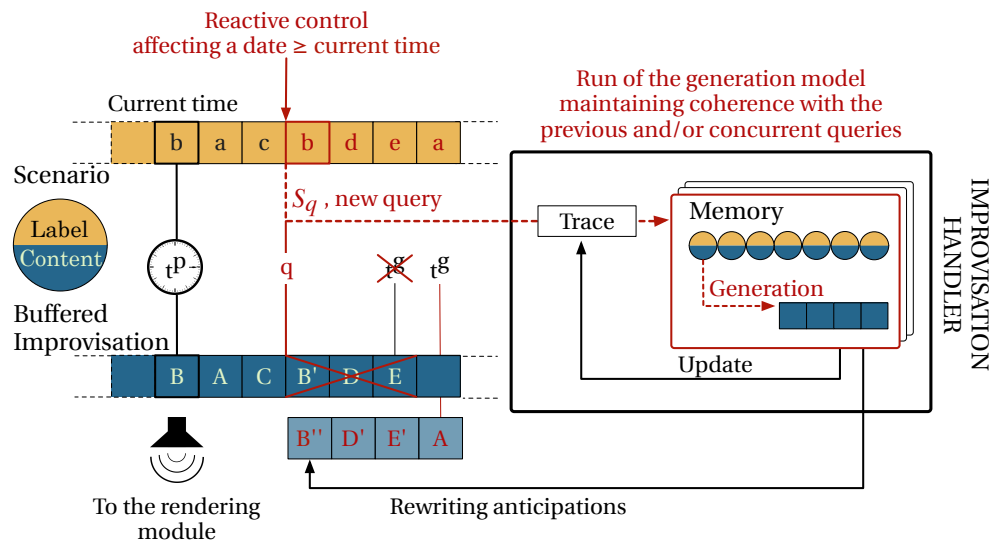 Reactive control
affecting a date ≥ current time
Run of the generation model
maintaining coherence with the
previous and/or concurrent queries
Current time
b a c b d e a
Scenario
S_q , new query
Trace
Memory
Label
Content
t^p
q
t^g
t^g
Generation
Buffered
Improvisation
Update
B A C B' D E
B'' D' E' A
Rewriting anticipations
To the rendering
module
IMPROVISATION
HANDLER